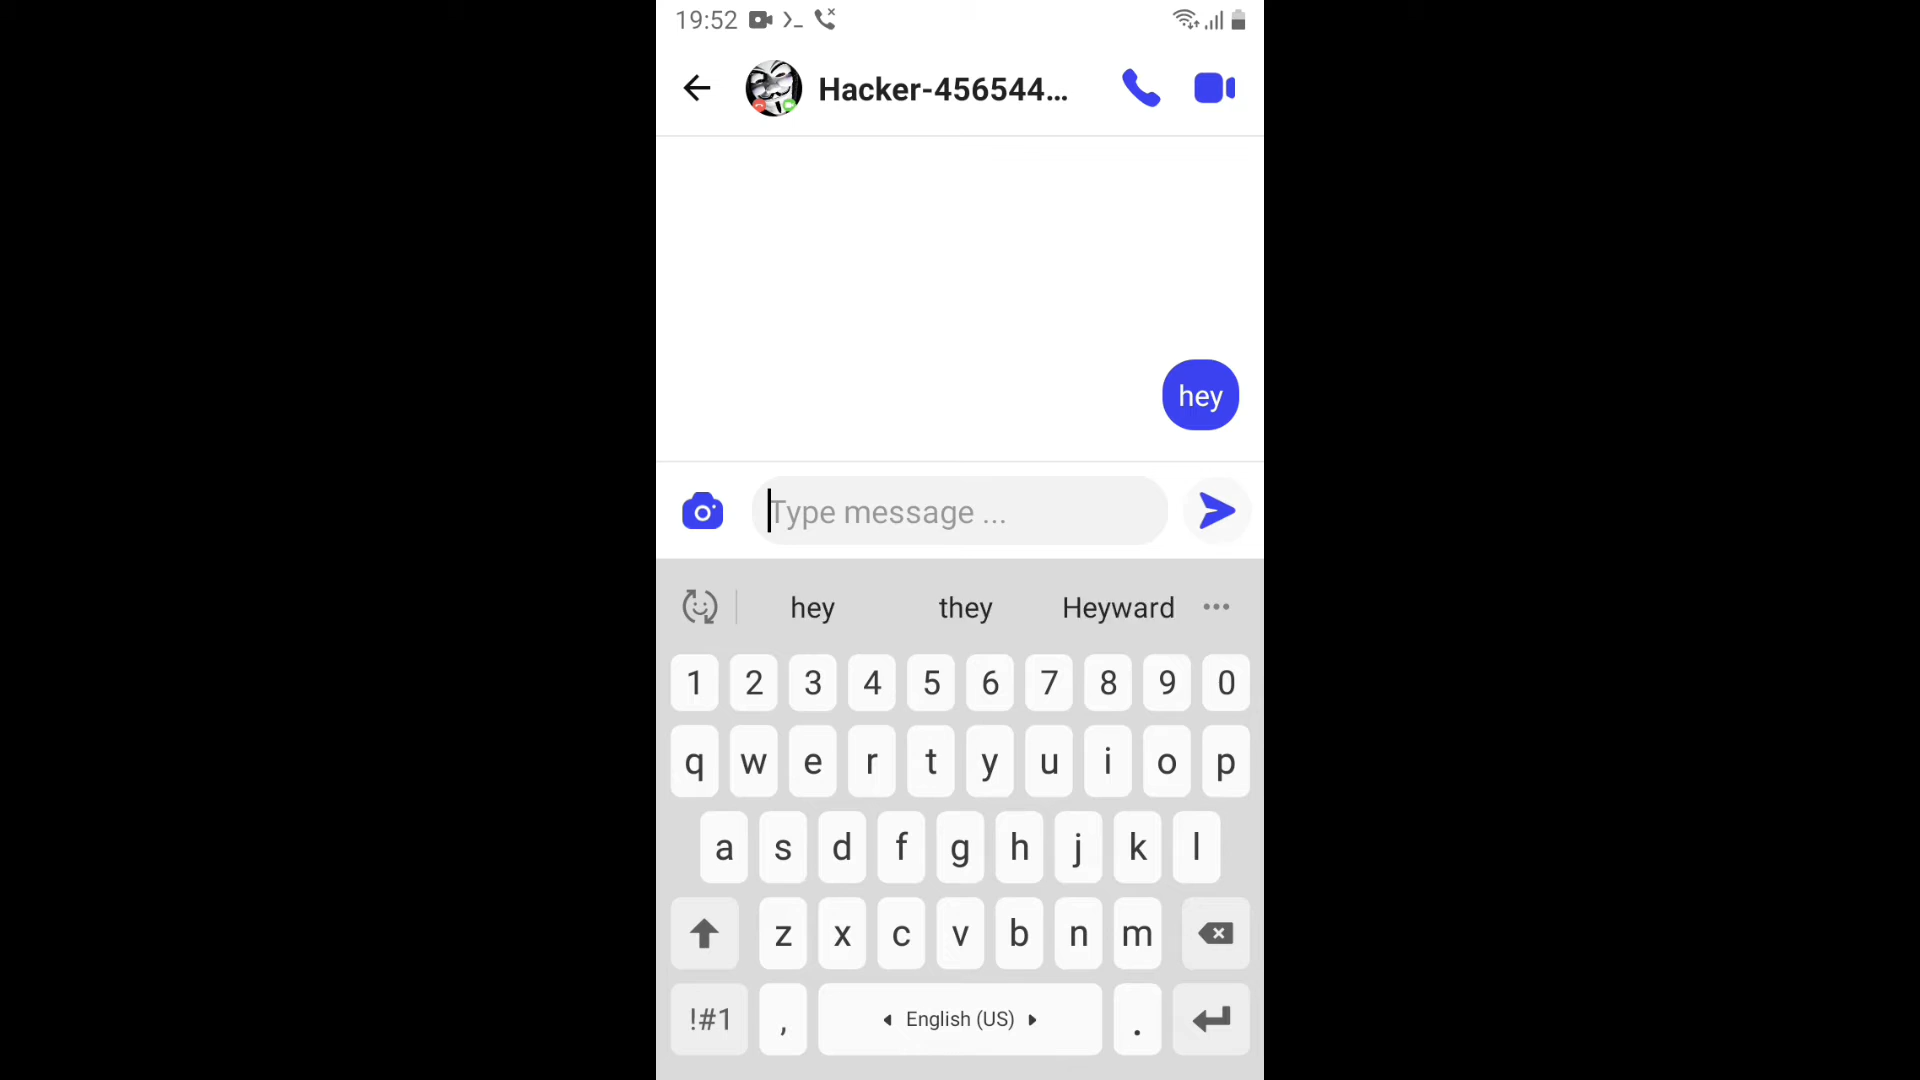 19:52
Hacker-456544...
hey
Type message ...
hey they Heyward
1 2 3 4 5 6 7 8 9 0
q w e r t y u i o p
a s d f g h j k l
z x c v b n m
!#1 , English (US) .